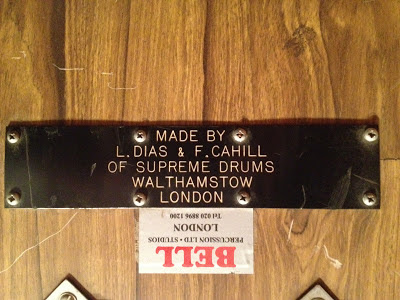 MADE BY
L.DIAS & F.CAHILL
OF SUPREME DRUMS
WALTHAMSTOW
LONDON
BELL
PERCUSSION LTD • STUDIOS
LONDON
Tel 020 8896 1200